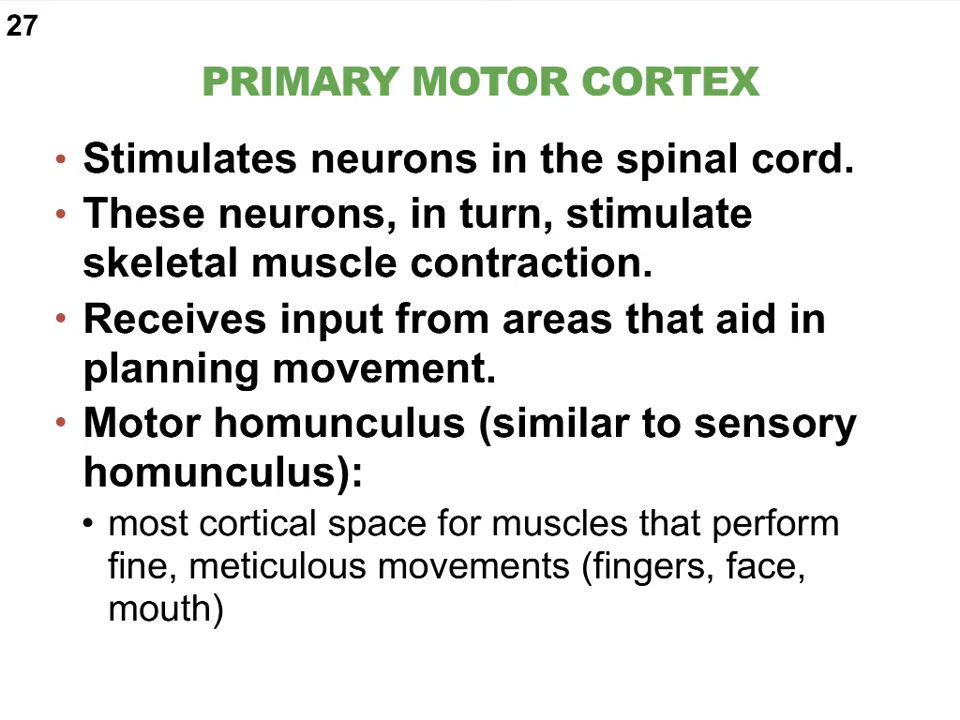 27
PRIMARY MOTOR CORTEX
• Stimulates neurons in the spinal cord.
• These neurons, in turn, stimulate
skeletal muscle contraction.
• Receives input from areas that aid in
planning movement.
• Motor homunculus (similar to sensory
homunculus):
• most cortical space for muscles that perform
fine, meticulous movements (fingers, face,
mouth)